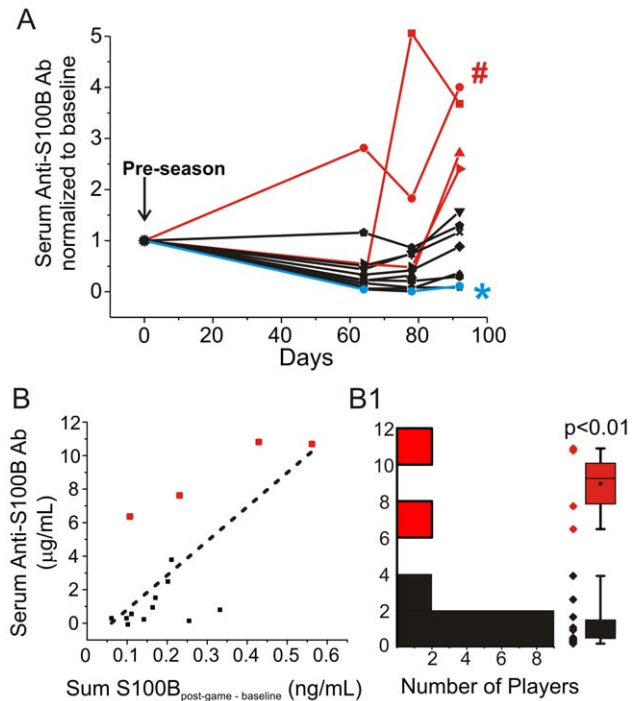 A
Serum Anti-S100B Ab
normalized to baseline
5
4
3
2
1
0
Pre-season
#
*
0 20 40 60 80 100
Days
B
Serum Anti-S100B Ab
(µg/mL)
12
10
8
6
4
2
0
0 0.1 0.2 0.3 0.4 0.5 0.6
Sum S100Bpost-game - baseline (ng/mL)
B1
p<0.01
12
10
8
6
4
2
0
2 4 6 8
Number of Players